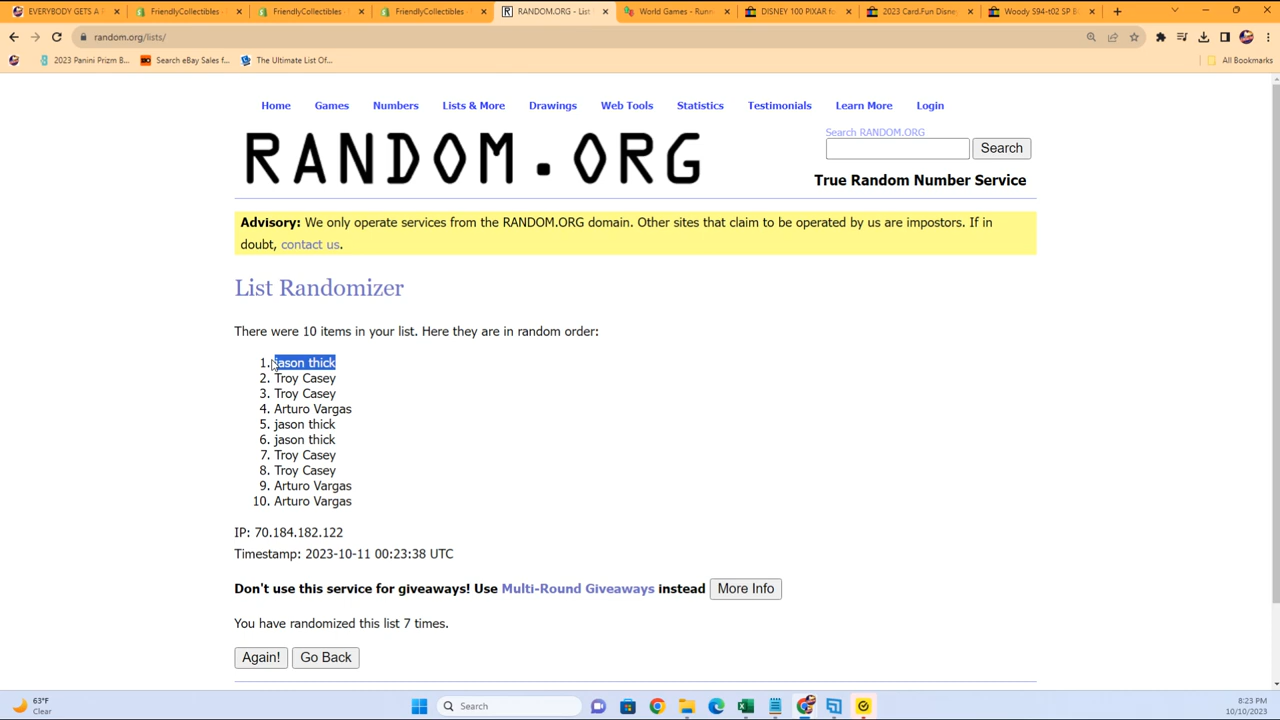 EVERYBODY GETS A
FriendlyCollectibles
FriendlyCollectibles
FriendlyCollectibles
RANDOM.ORG - List
World Games - Runn
DISNEY 100 PIXAR for
2023 Card.Fun Disney
Woody S94-t02 SP B
random.org/lists/
2023 Panini Prizm B...
Search eBay Sales f...
The Ultimate List Of...
All Bookmarks
Home Games Numbers Lists & More Drawings Web Tools Statistics Testimonials Learn More Login
RANDOM.ORG
Search RANDOM.ORG
Search
True Random Number Service
Advisory: We only operate services from the RANDOM.ORG domain. Other sites that claim to be operated by us are impostors. If in
doubt, contact us.
List Randomizer
There were 10 items in your list. Here they are in random order:
1. jason thick
2. Troy Casey
3. Troy Casey
4. Arturo Vargas
5. jason thick
6. jason thick
7. Troy Casey
8. Troy Casey
9. Arturo Vargas
10. Arturo Vargas
IP: 70.184.182.122
Timestamp: 2023-10-11 00:23:38 UTC
Don't use this service for giveaways! Use Multi-Round Giveaways instead More Info
You have randomized this list 7 times.
Again! Go Back
63°F
Clear
Search
8:23 PM
10/10/2023